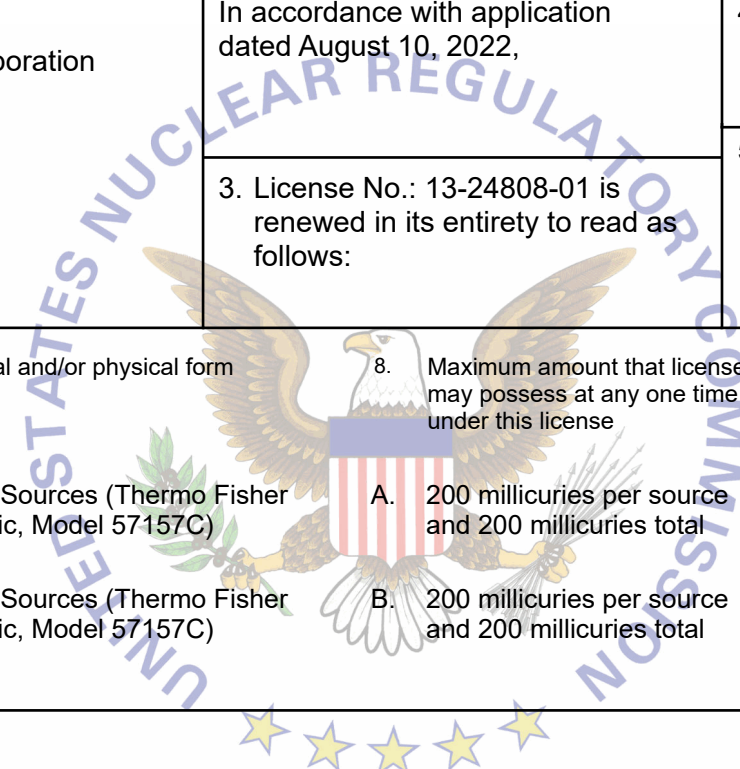 In accordance with application
dated August 10, 2022,
poration
3. License No.: 13-24808-01 is
renewed in its entirety to read as
follows:
al and/or physical form
8. Maximum amount that license
may possess at any one time
under this license
Sources (Thermo Fisher
ic, Model 57157C)
A. 200 millicuries per source
and 200 millicuries total
Sources (Thermo Fisher
ic, Model 57157C)
B. 200 millicuries per source
and 200 millicuries total
UNITED STATES NUCLEAR REGULATORY COMMISSION